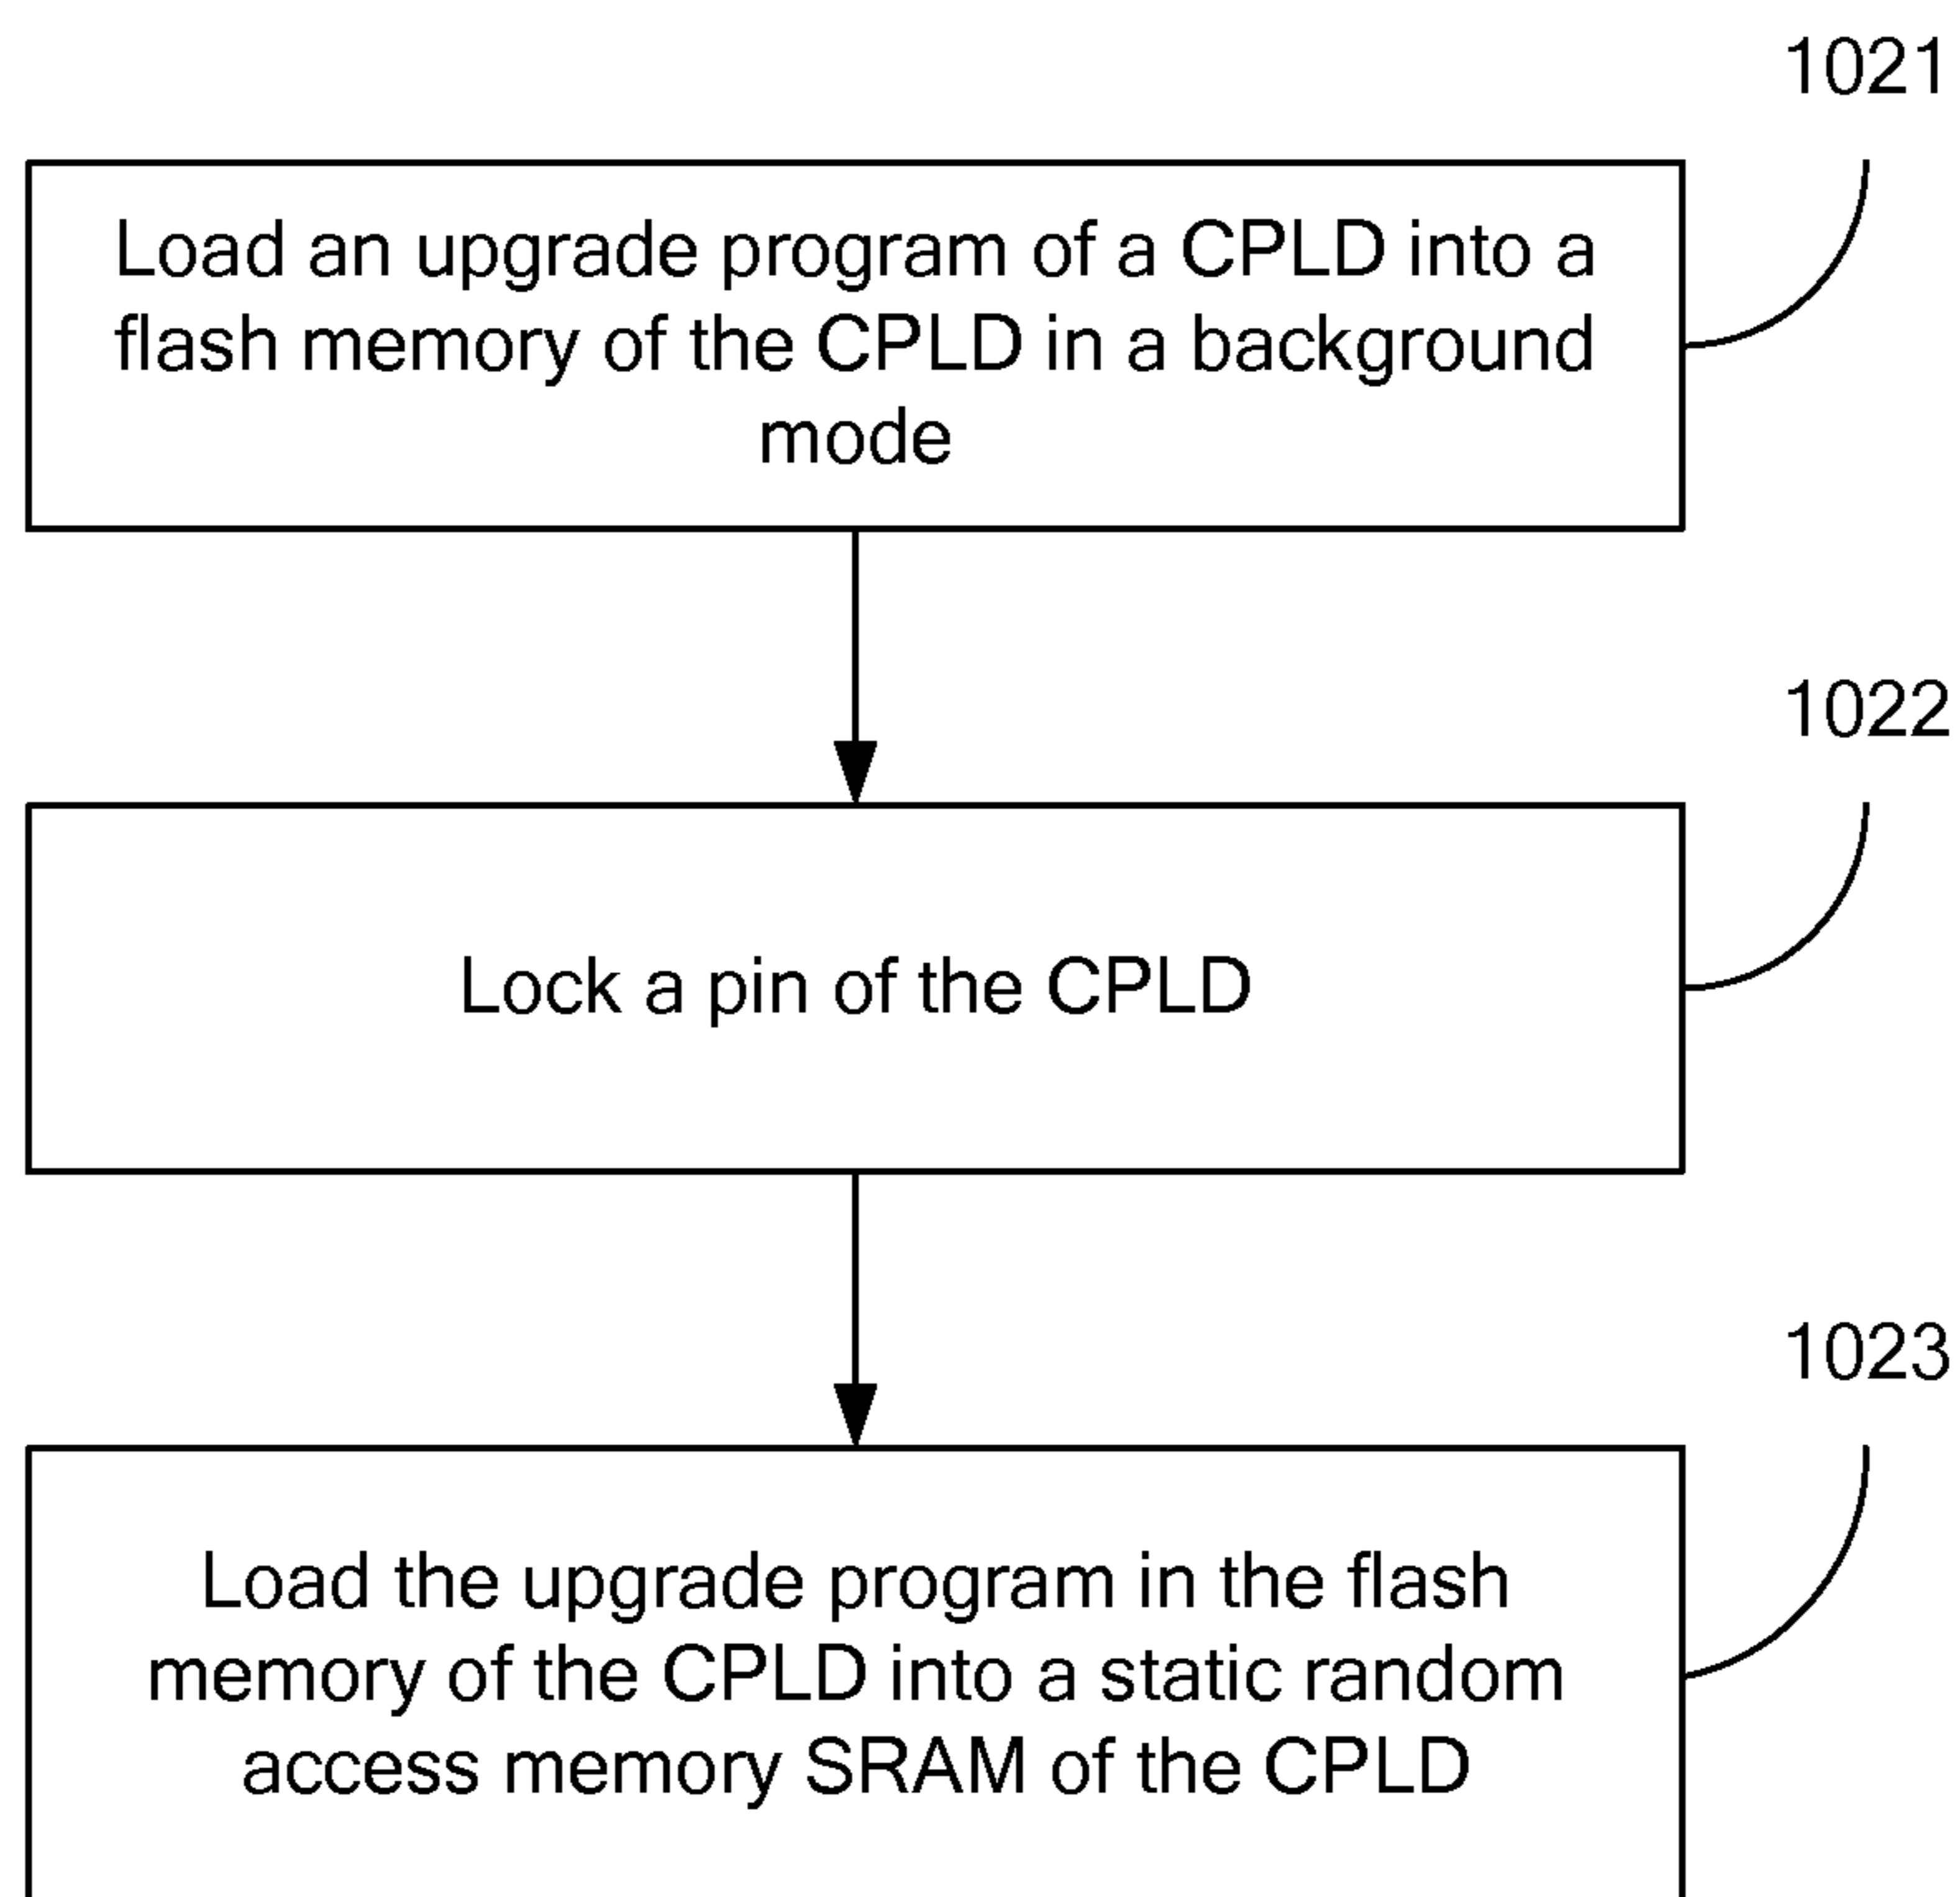 1021
Load an upgrade program of a CPLD into a
flash memory of the CPLD in a background
mode
1022
Lock a pin of the CPLD
1023
Load the upgrade program in the flash
memory of the CPLD into a static random
access memory SRAM of the CPLD